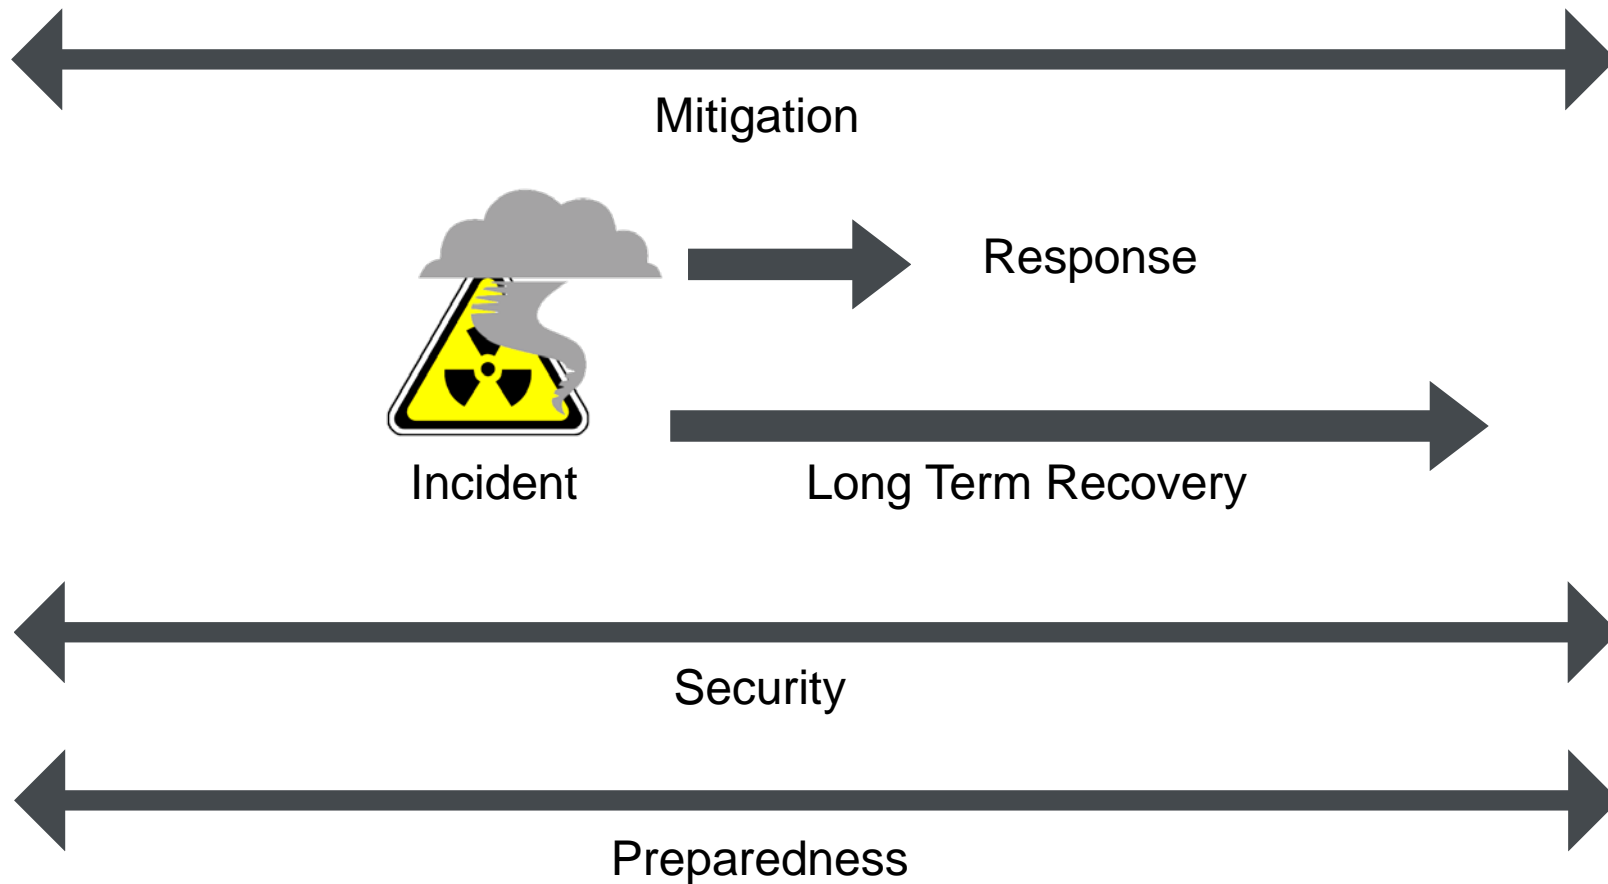 Mitigation
Response
Incident
Long Term Recovery
Security
Preparedness